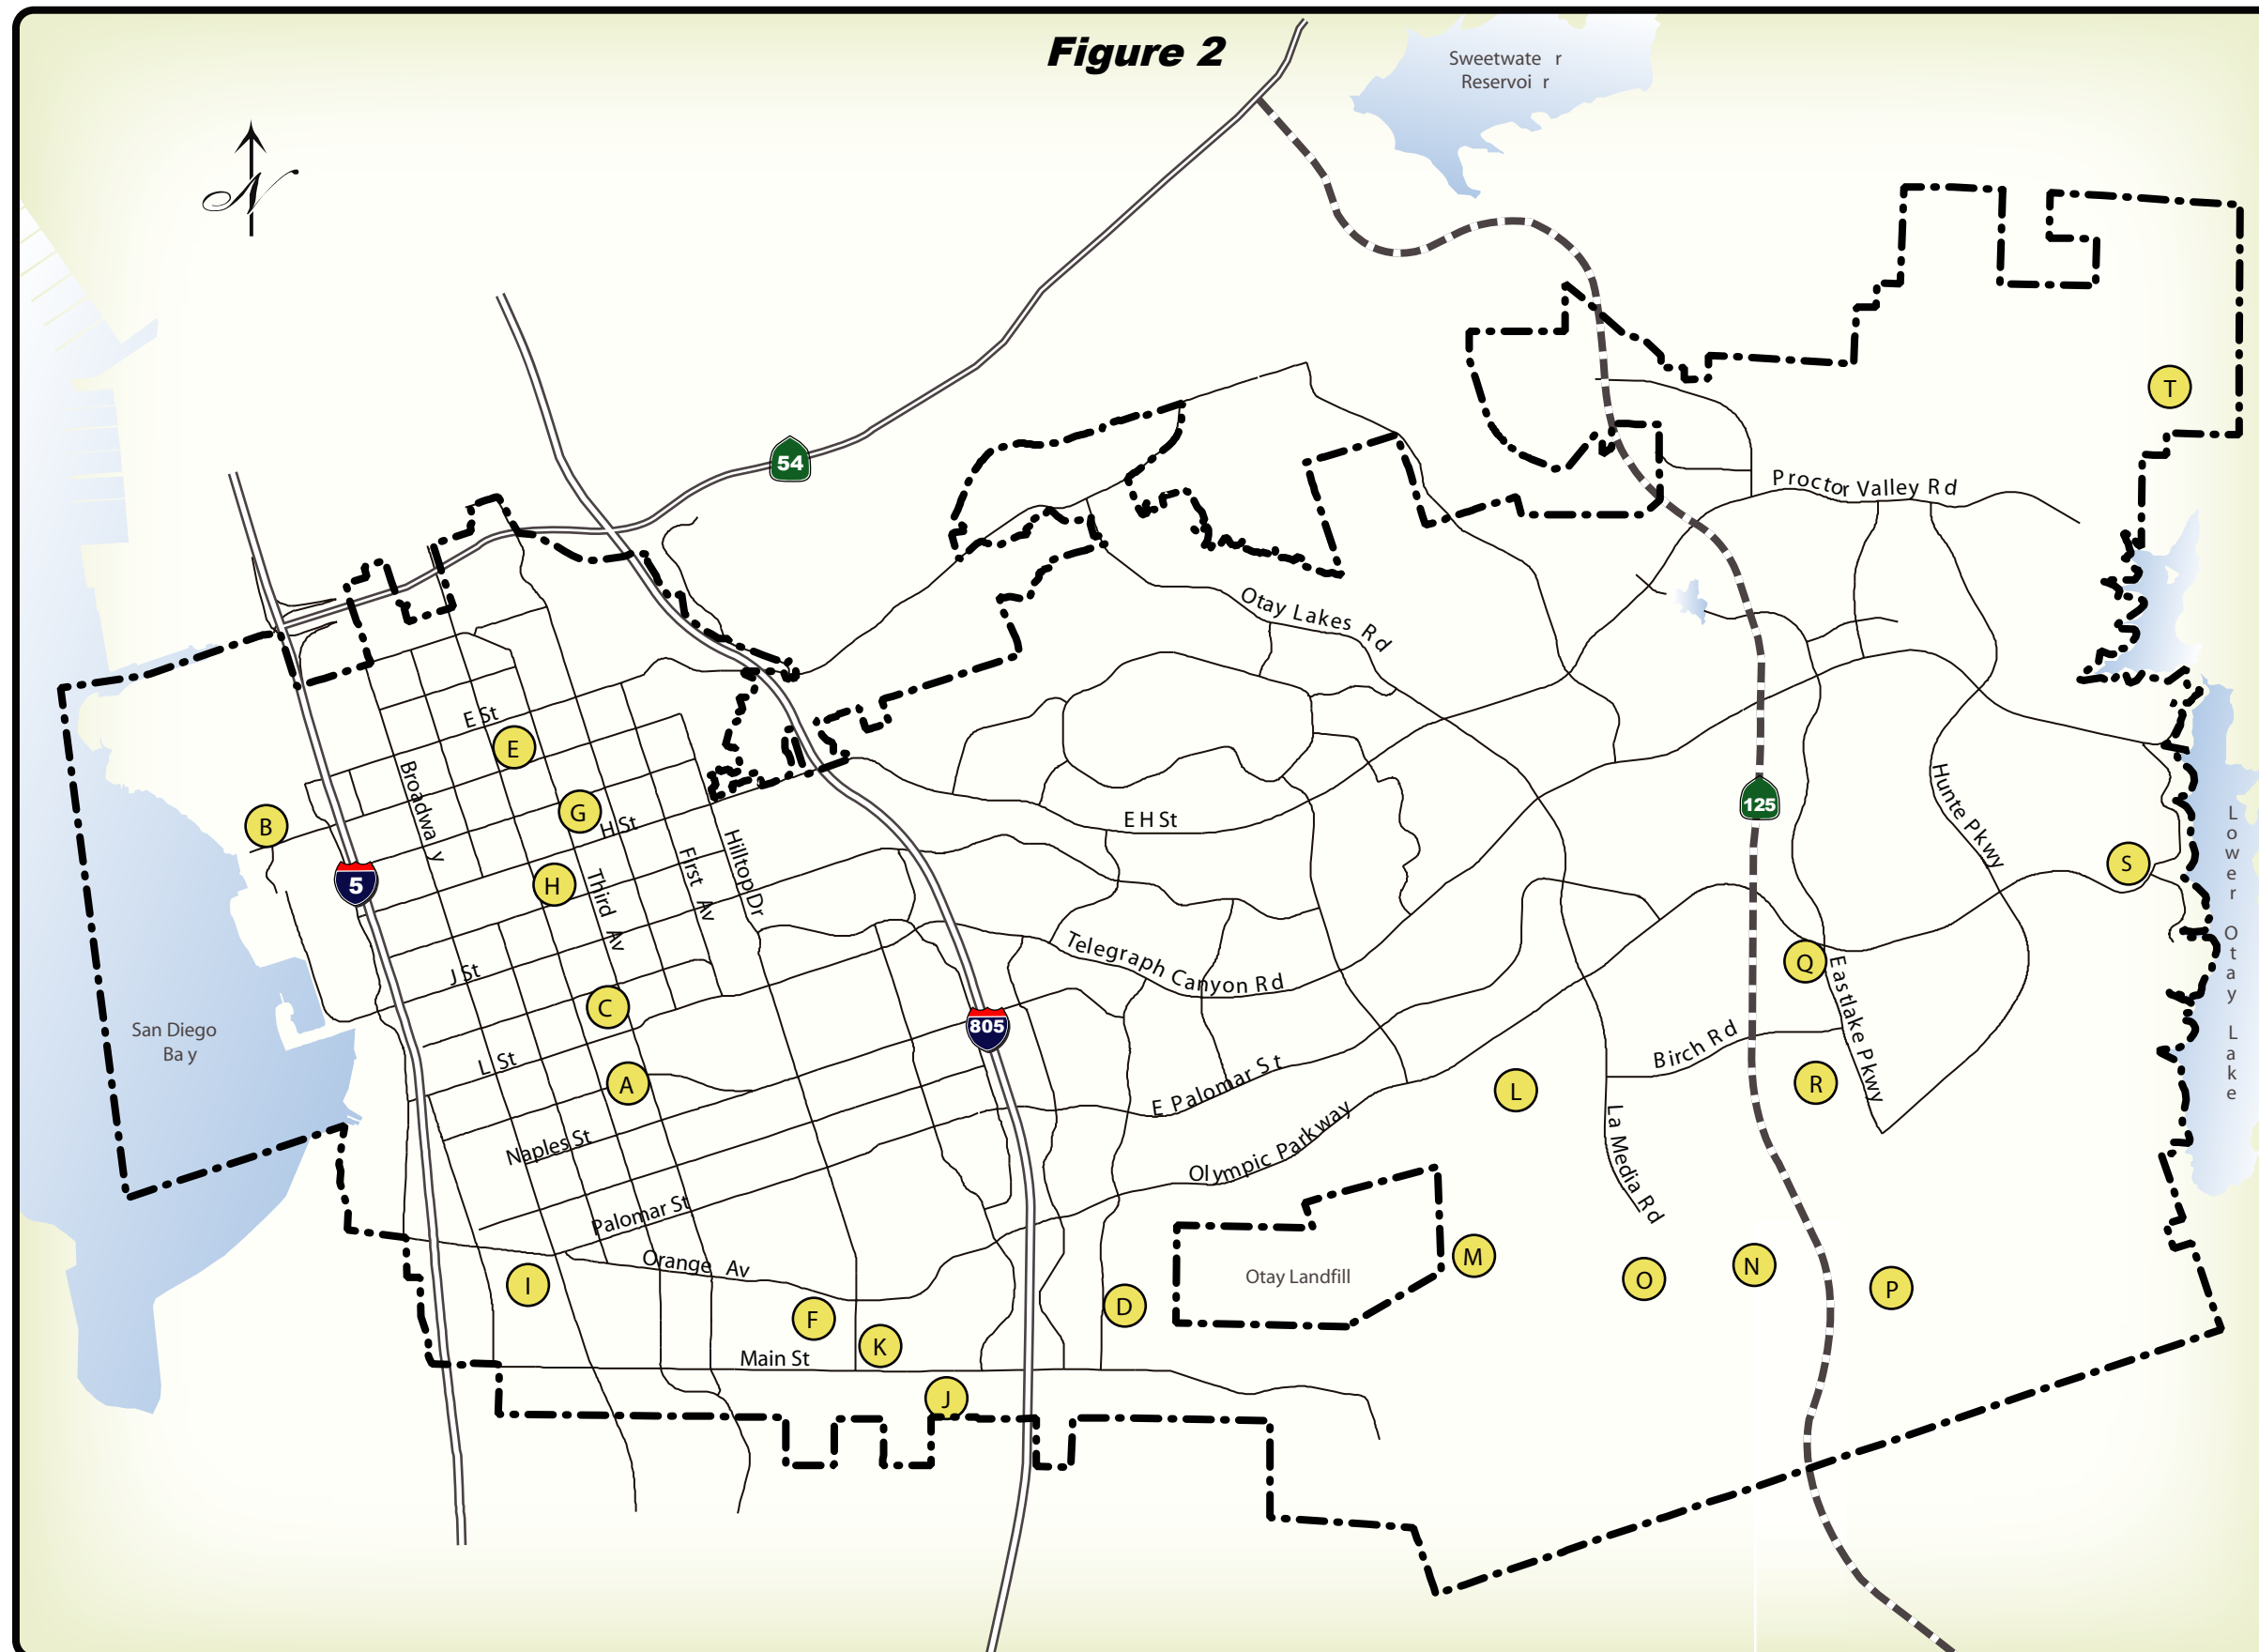 Figure 2
Sweetwate r
Reservoi r
N
T
54
Proctor Valley Rd
Otay Lakes Rd
E St
E
Broadwa y
B
G
H St
E H St
125
Hunte Pkwy
Lower Otay Lake
5
H
Third Av
First Av
Hilltop Dr
S
J St
C
Telegraph Canyon Rd
Q
Eastlake Pkwy
San Diego
Ba y
805
L St
A
E Palomar S t
Birch Rd
L
R
Naples St
Olympic Parkway
La Media Rd
Palomar St
Orange Av
I
Otay Landfill
M
O
N
P
F
D
K
Main St
J